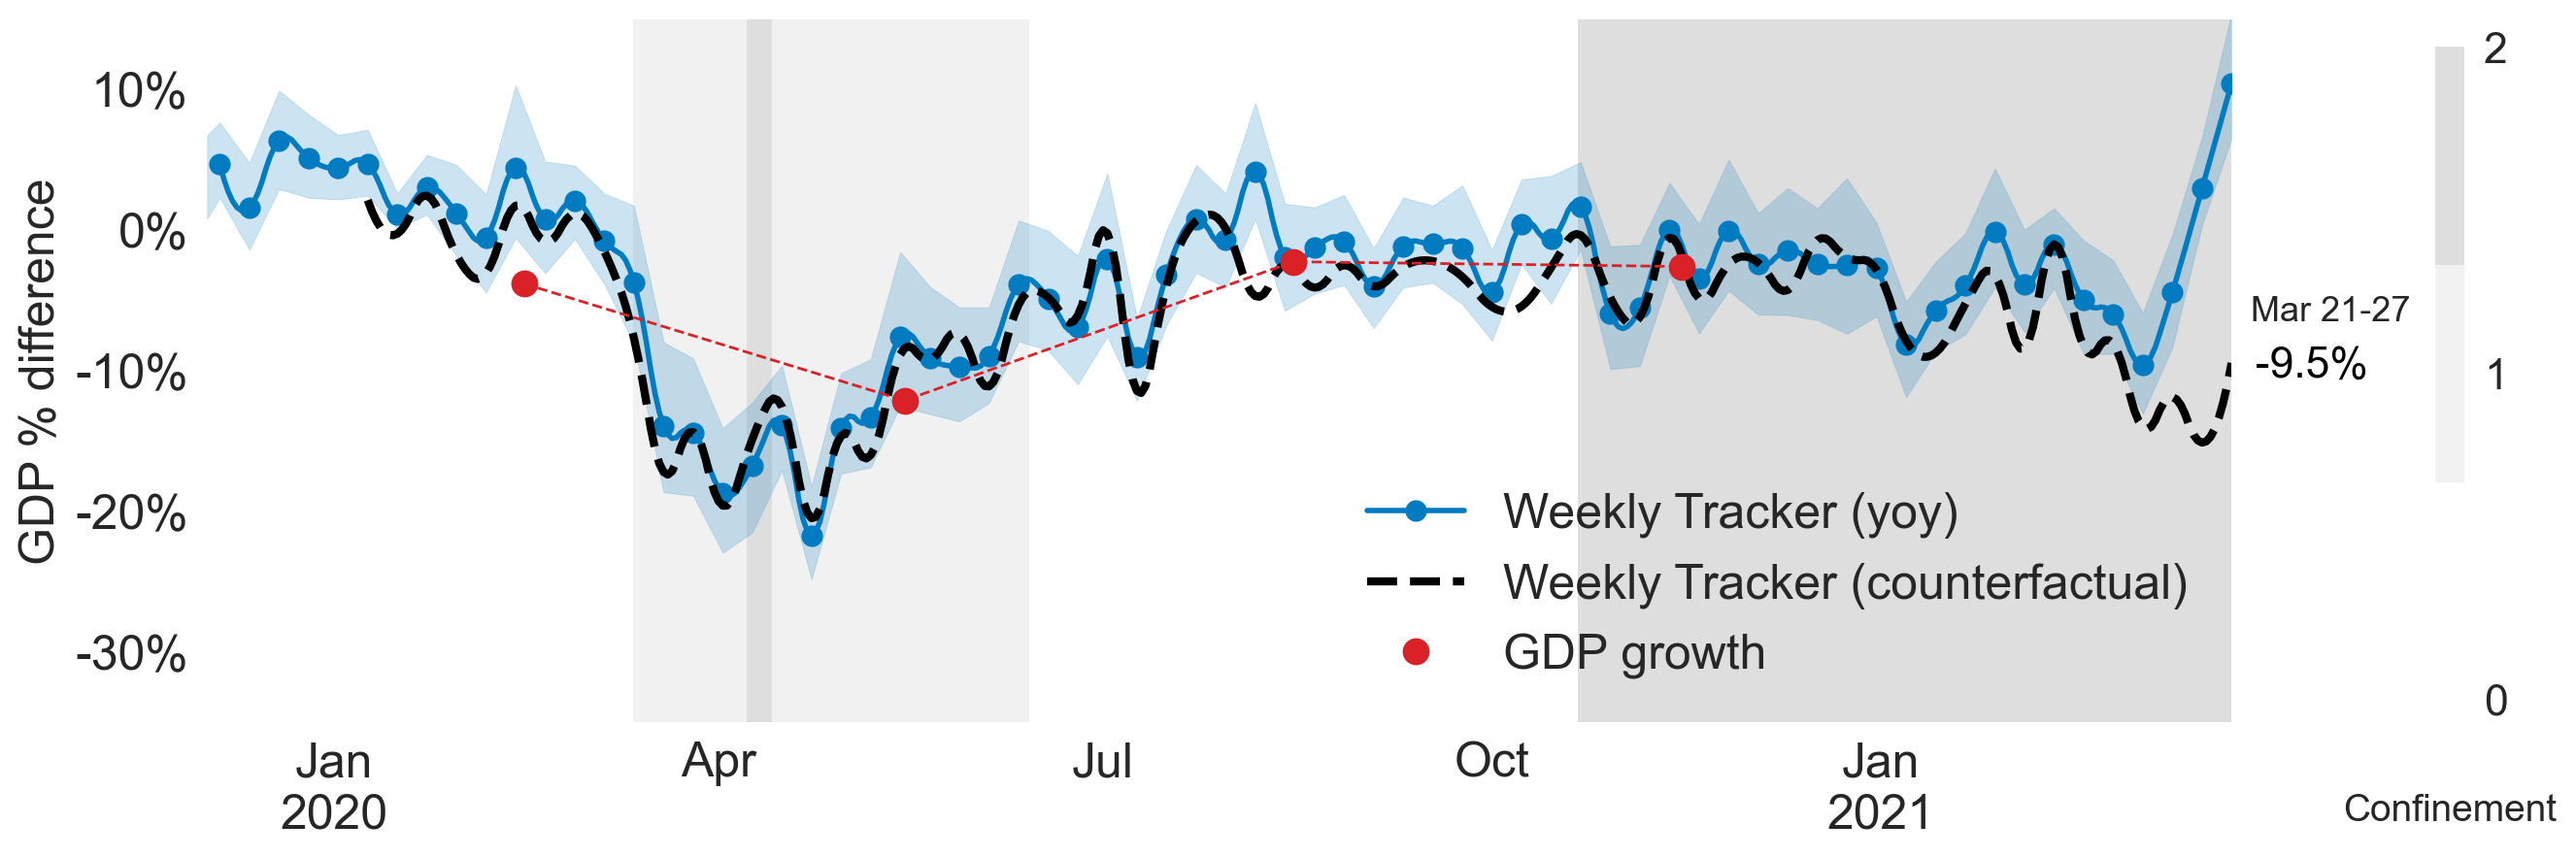 10%
0%
-10%
-20%
-30%
GDP % difference
Jan
2020
Apr
Jul
Oct
Jan
2021
Weekly Tracker (yoy)
Weekly Tracker (counterfactual)
GDP growth
Mar 21-27
-9.5%
2
1
0
Confinement